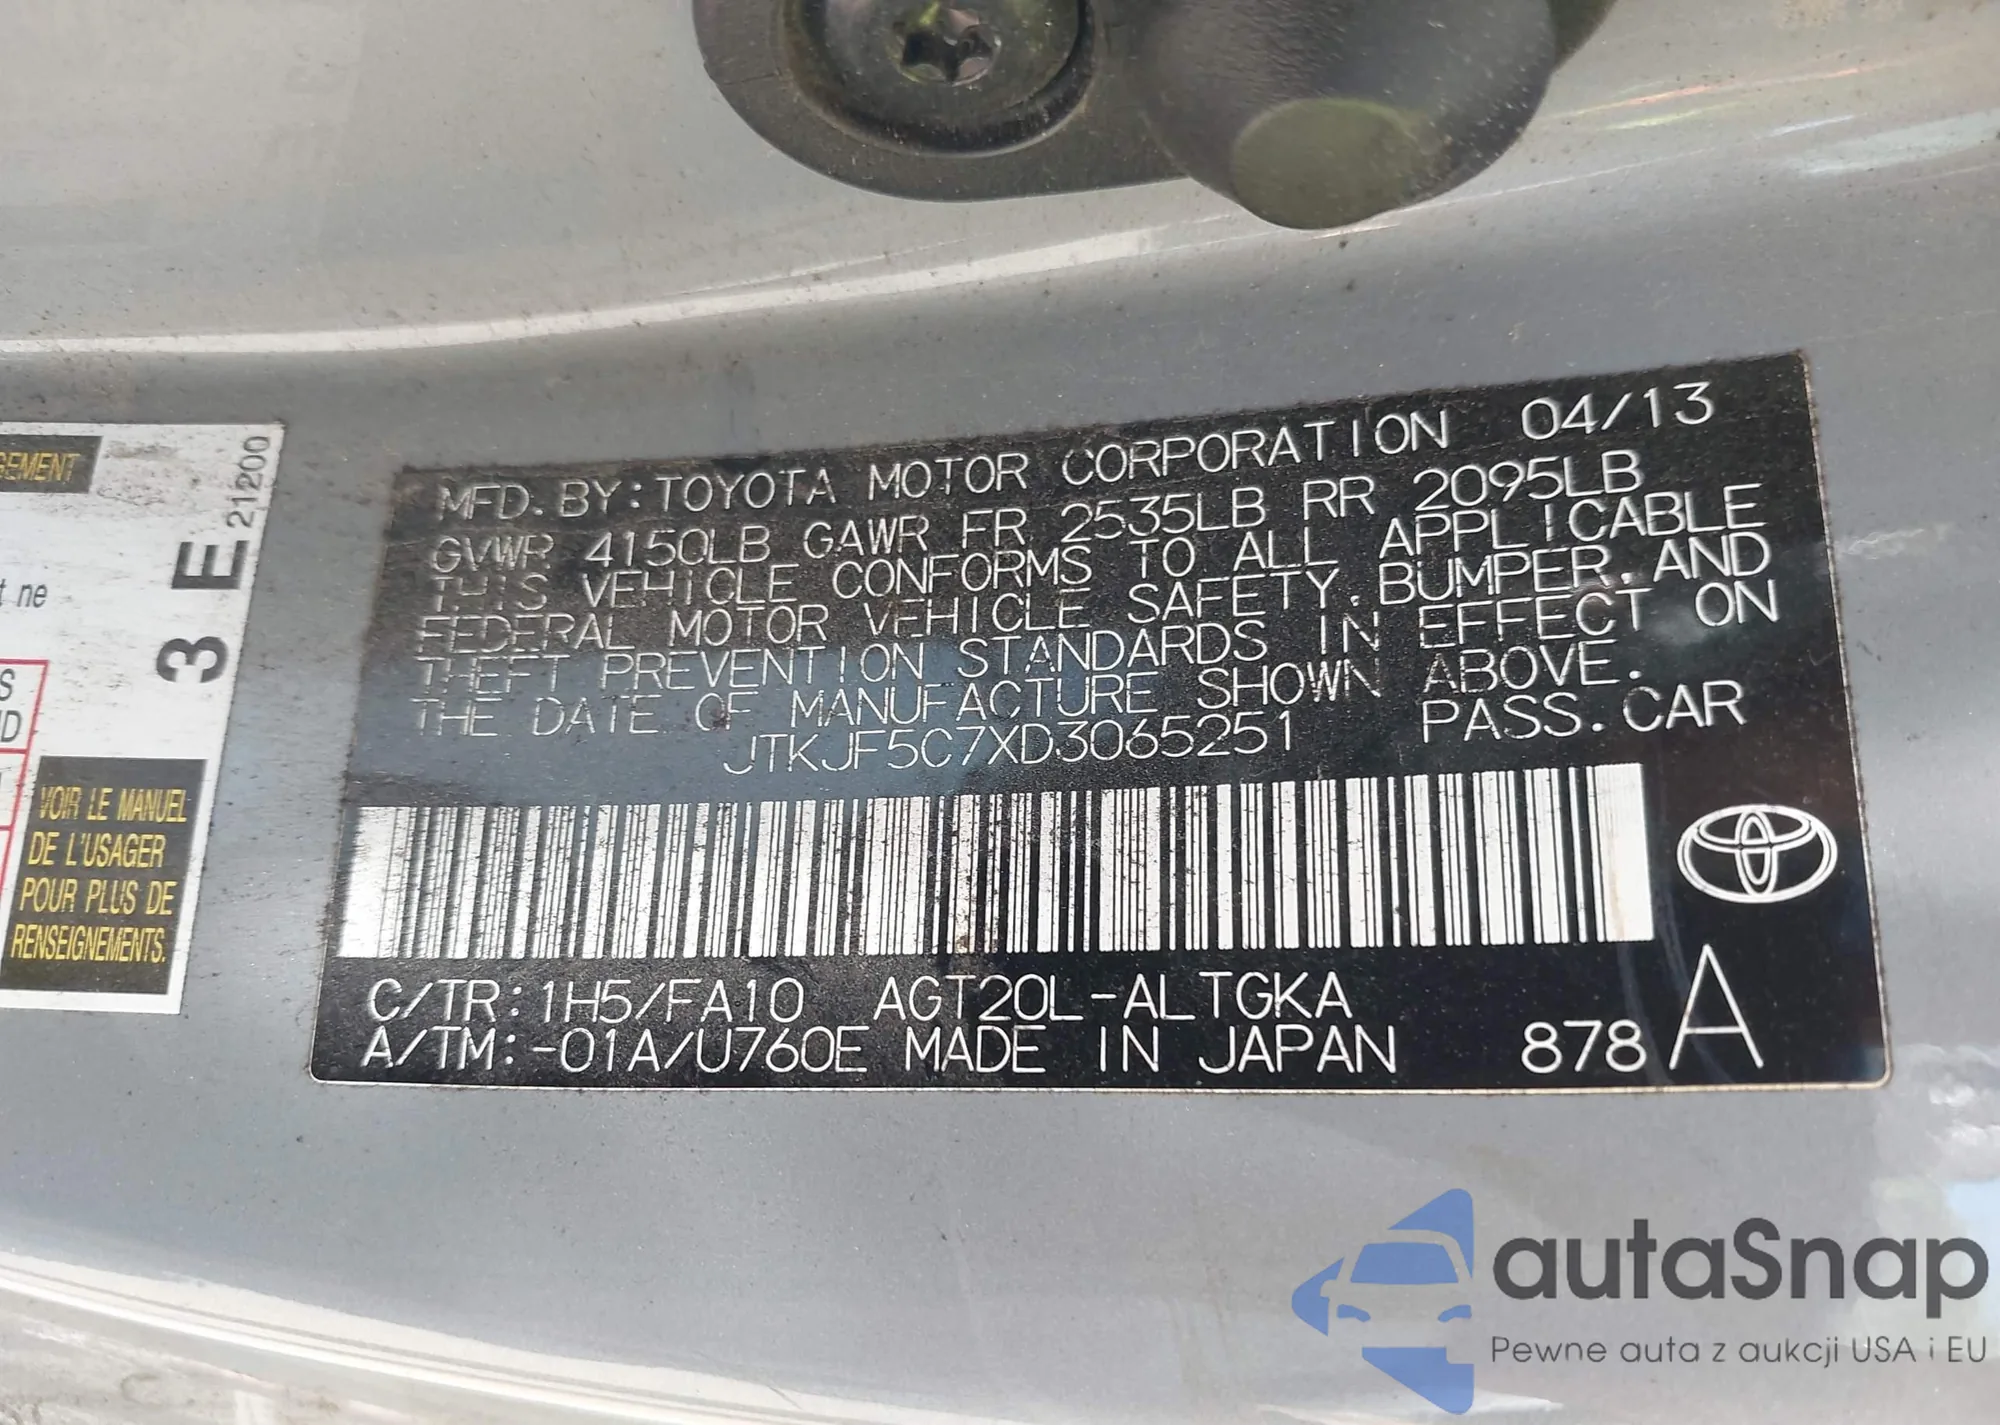 MFD. BY:TOYOTA MOTOR CORPORATION 04/13
GVWR 4150LB GAWR FR 2535LB RR 2095LB
THIS VEHICLE CONFORMS TO ALL APPLICABLE
FEDERAL MOTOR VEHICLE SAFETY, BUMPER, AND
THEFT PREVENTION STANDARDS IN EFFECT ON
THE DATE OF MANUFACTURE SHOWN ABOVE.
JTKJF5C7XD3065251 PASS. CAR
C/TR:1H5/FA10 AGT20L-ALTGKA
A/TM:-01A/U760E MADE IN JAPAN 878 A
3 E 21200
t ne
S
VOIR LE MANUEL
DE L'USAGER
POUR PLUS DE
RENSEIGNEMENTS.
autaSnap
Pewne auta z aukcji USA i EU